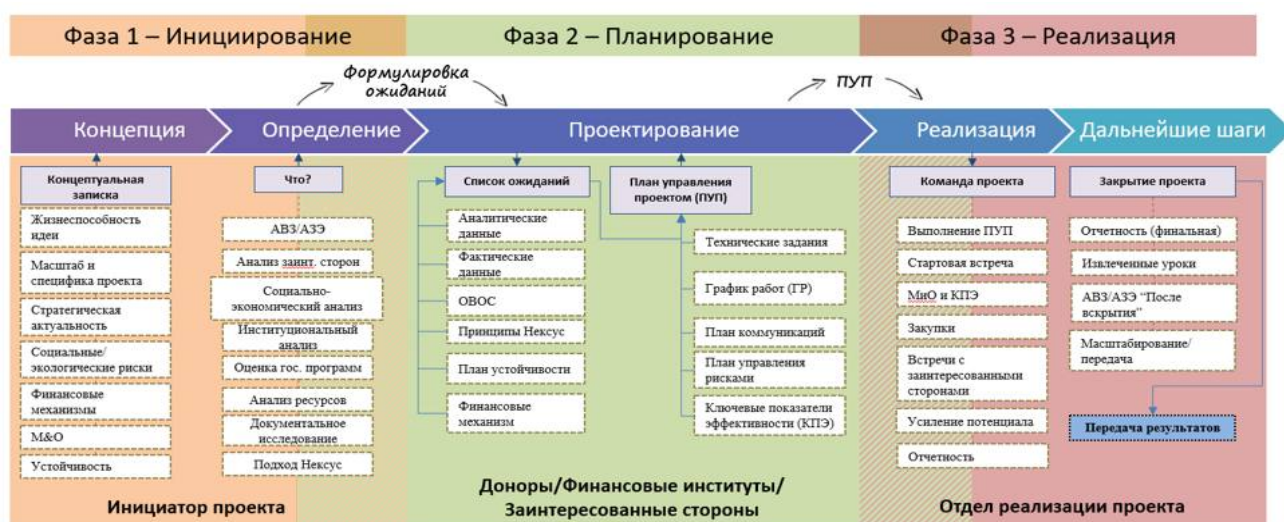 Фаза 1 – Инициирование
Фаза 2 – Планирование
Фаза 3 – Реализация
Формулировка
ожиданий
ПУП
Концепция
Определение
Проектирование
Реализация
Дальнейшие шаги
Концептуальная
записка
Жизнеспособность
идеи
Масштаб и
специфика проекта
Стратегическая
актуальность
Социальные/
экологические риски
Финансовые
механизмы
М&О
Устойчивость
Что?
АВЗ/АЗЭ
Анализ заинт. сторон
Социально-
экономический анализ
Институциональный
анализ
Оценка гос. программ
Анализ ресурсов
Документальное
исследование
Подход Нексус
Инициатор проекта
Список ожиданий
Аналитические
данные
Фактические
данные
ОВОС
Принципы Нексус
План устойчивости
Финансовые
механизм
План управления
проектом (ПУП)
Технические задания
График работ (ГР)
План коммуникаций
План управления
рисками
Ключевые показатели
эффективности (КПЭ)
Доноры/Финансовые институты/
Заинтересованные стороны
Команда проекта
Выполнение ПУП
Стартовая встреча
МиО и КПЭ
Закупки
Встречи с
заинтересованными
сторонами
Усиление потенциала
Отчетность
Закрытие проекта
Отчетность (финальная)
Извлеченные уроки
АВЗ/АЗЭ “После
вскрытия“
Масштабирование/
передача
Передача результатов
Отдел реализации проекта